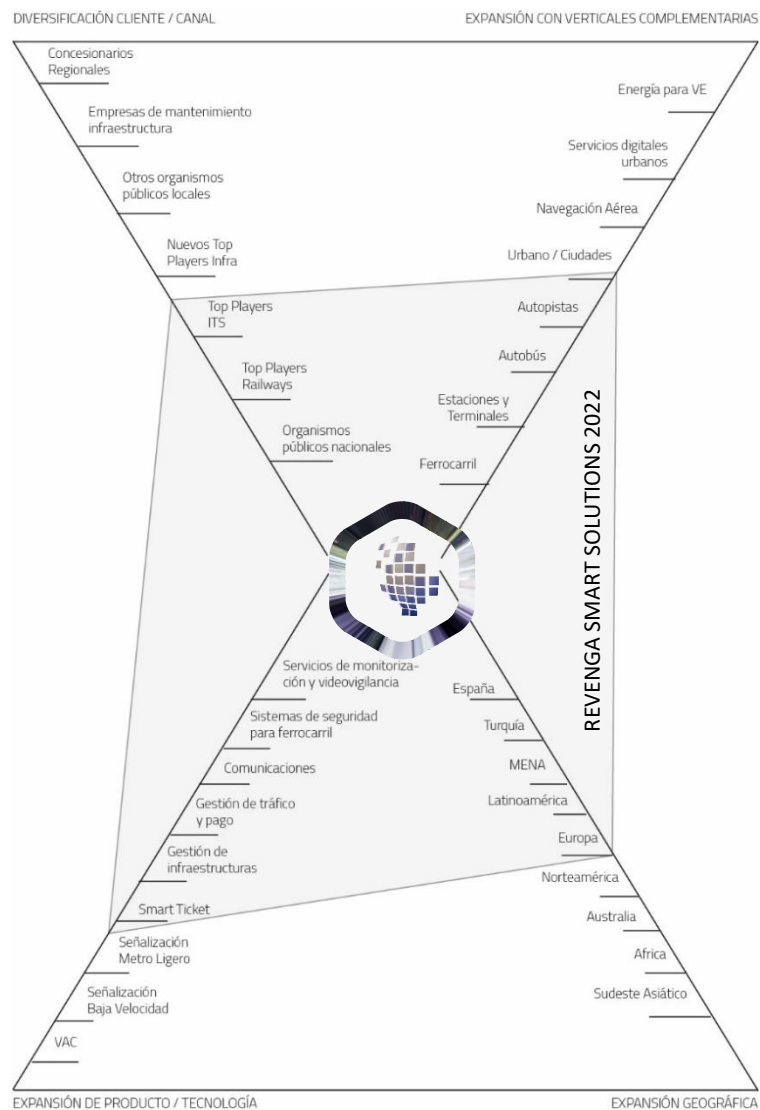 DIVERSIFICACIÓN CLIENTE / CANAL
EXPANSIÓN CON VERTICALES COMPLEMENTARIAS
Concesionarios
Regionales
Empresas de mantenimiento
infraestructura
Otros organismos
públicos locales
Nuevos Top
Players Infra
Top Players
ITS
Top Players
Railways
Organismos
públicos nacionales
Energía para VE
Servicios digitales
urbanos
Navegación Aérea
Urbano / Ciudades
Autopistas
Autobús
Estaciones y
Terminales
Ferrocarril
REVENGA SMART SOLUTIONS 2022
Servicios de monitoriza-
ción y videovigilancia
Sistemas de seguridad
para ferrocarril
Comunicaciones
Gestión de tráfico
y pago
Gestión de
infraestructuras
Smart Ticket
Señalización
Metro Ligero
Señalización
Baja Velocidad
VAC
España
Turquía
MENA
Latinoamérica
Europa
Norteamérica
Australia
Africa
Sudeste Asiático
EXPANSIÓN DE PRODUCTO / TECNOLOGÍA
EXPANSIÓN GEOGRÁFICA